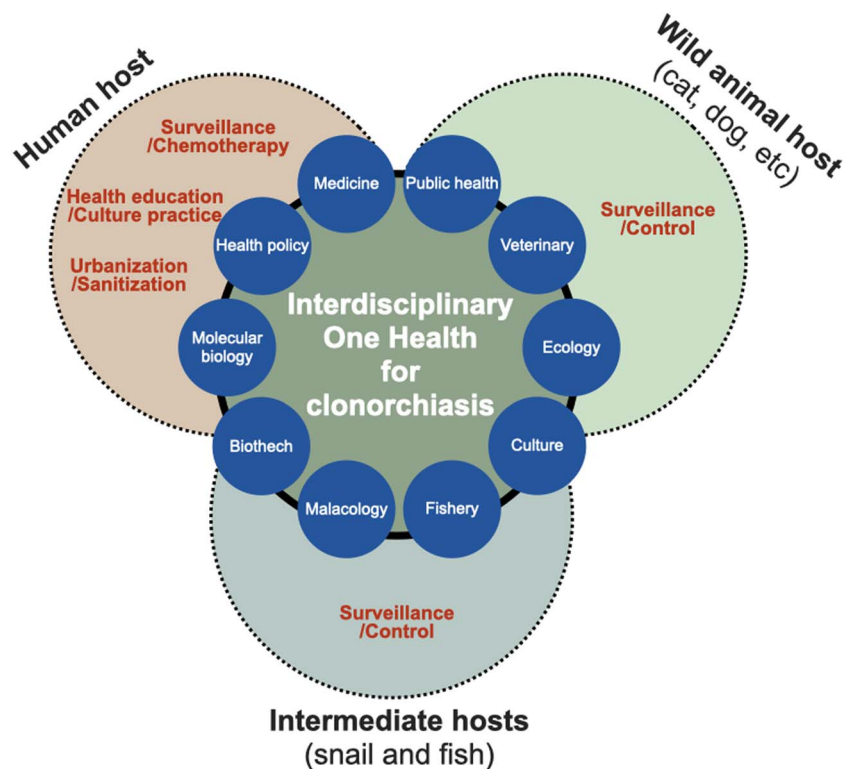 Human host
Wild animal host
(cat, dog, etc)
Surveillance
/Chemotherapy
Health education
/Culture practice
Urbanization
/Sanitization
Surveillance
/Control
Medicine
Public health
Health policy
Veterinary
Molecular
biology
Ecology
Biothech
Culture
Malacology
Fishery
Interdisciplinary
One Health
for
clonorchiasis
Surveillance
/Control
Intermediate hosts
(snail and fish)